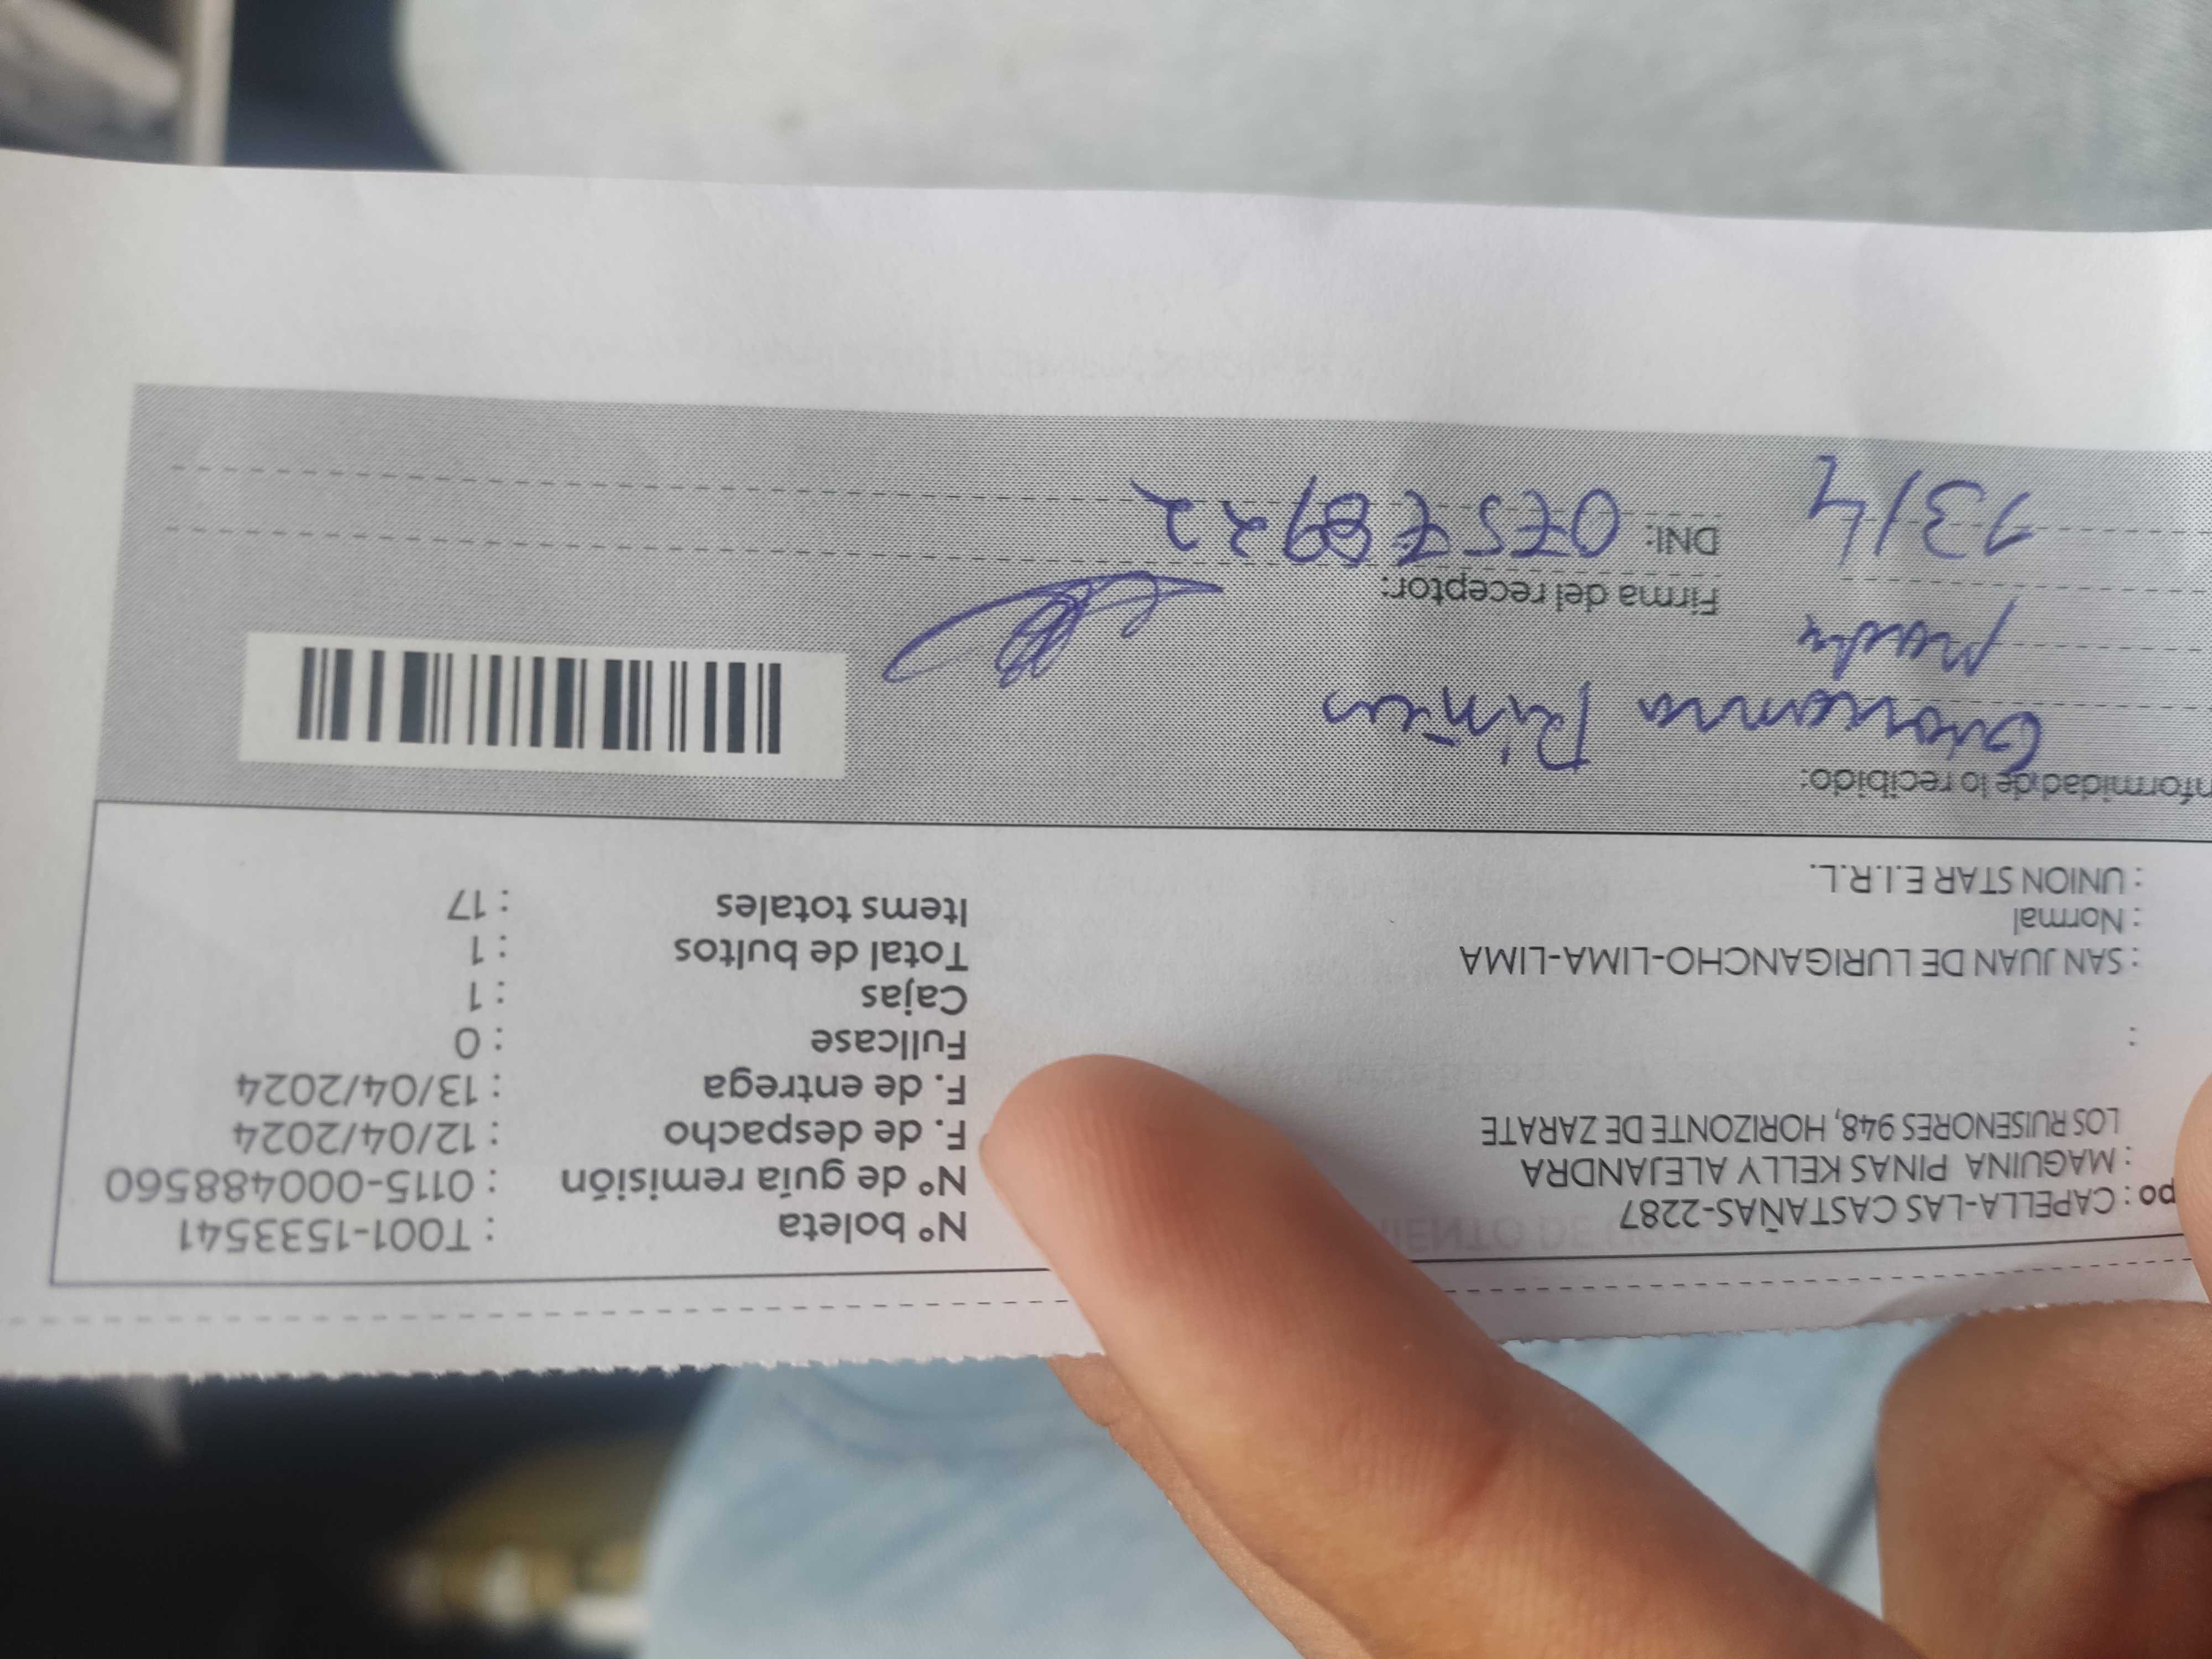 po : CAPELLA-LAS CASTAÑAS-2287
: MAGUINA PINAS KELLY ALEJANDRA
LOS RUISENORES 948, HORIZONTE DE ZARATE
:
: SAN JUAN DE LURIGANCHO-LIMA-LIMA
: Normal
: UNION STAR E.I.R.L.
N° boleta : T001-1533541
N° de guía remisión : 0115-000488560
F. de despacho : 12/04/2024
F. de entrega : 13/04/2024
Fullcase : 0
Cajas : 1
Total de bultos : 1
Items totales : 17
nformidad de lo recibido:
Madre
13/4
Firma del receptor:
DNI: